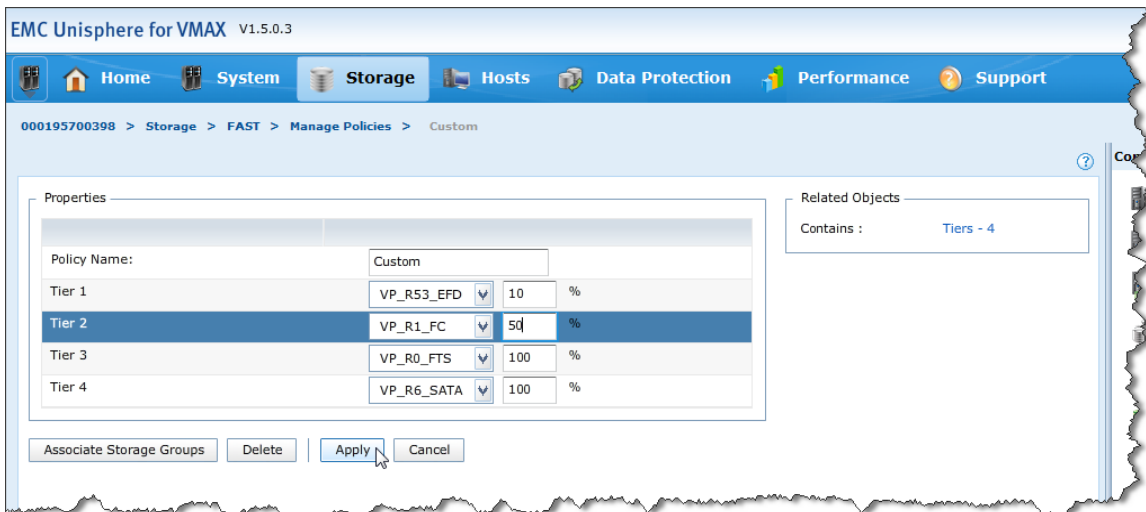 EMC Unisphere for VMAX V1.5.0.3
Home System Storage Hosts Data Protection Performance Support
000195700398 > Storage > FAST > Manage Policies > Custom
Properties
Policy Name: Custom
Tier 1 VP_R53_EFD 10 %
Tier 2 VP_R1_FC 50 %
Tier 3 VP_R0_FTS 100 %
Tier 4 VP_R6_SATA 100 %
Associate Storage Groups Delete Apply Cancel
Related Objects
Contains : Tiers - 4